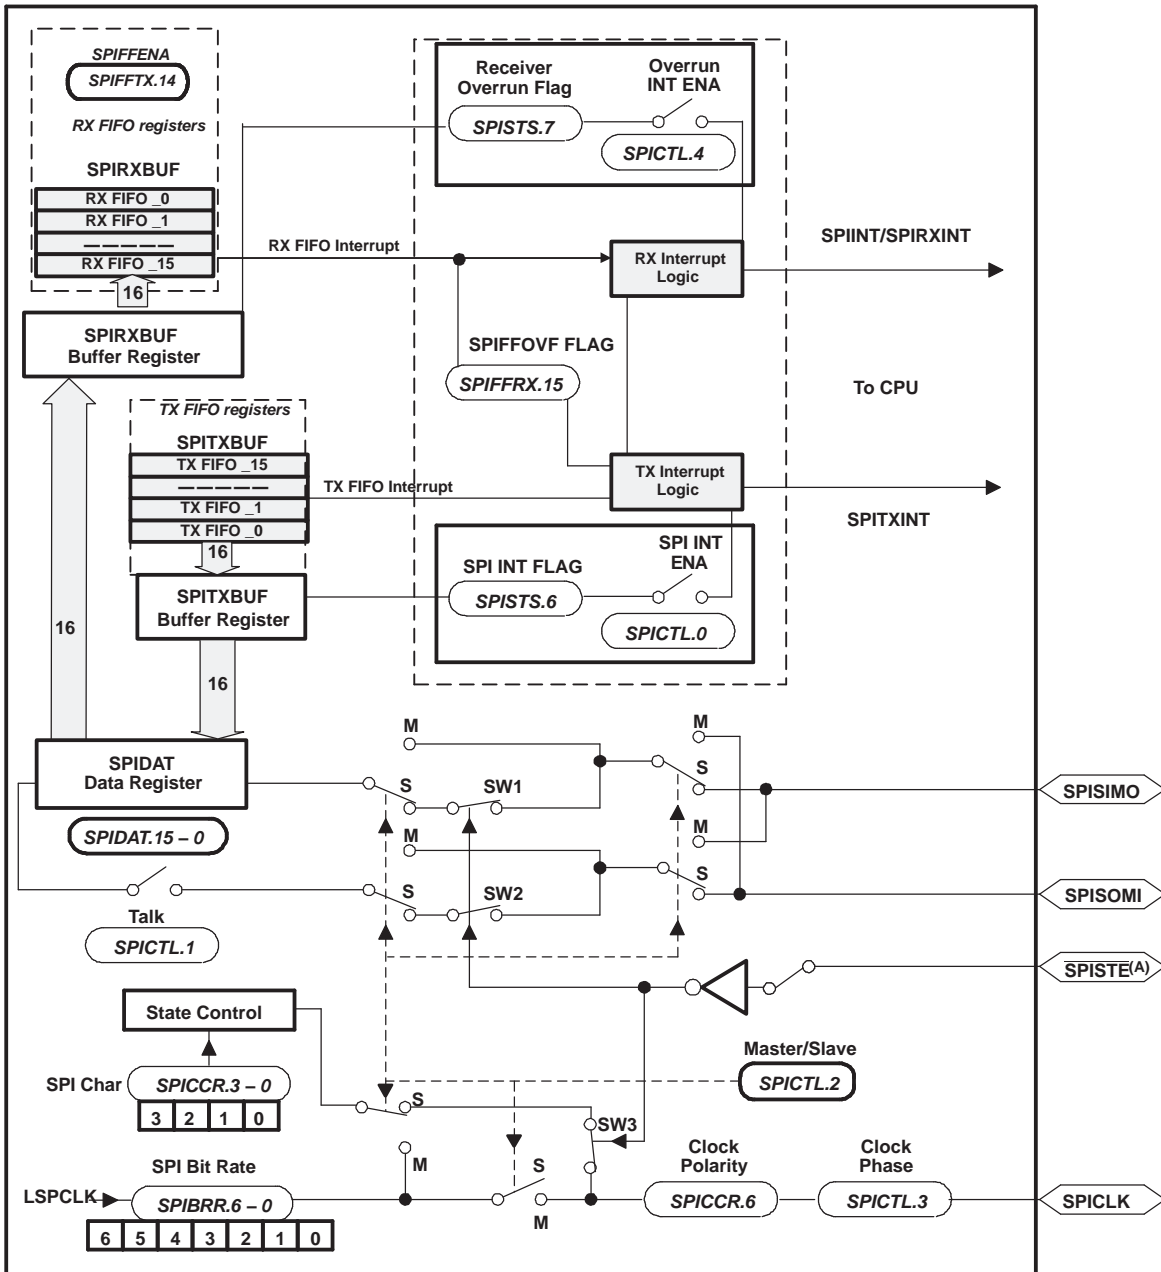 SPIFFENA
SPIFFTX.14
RX FIFO registers
SPIRXBUF
RX FIFO _0
RX FIFO _1
—————
RX FIFO _15
16
SPIRXBUF
Buffer Register
Receiver
Overrun Flag
SPISTS.7
Overrun
INT ENA
SPICTL.4
RX FIFO Interrupt
RX Interrupt
Logic
SPIINT/SPIRXINT
SPIFFOVF FLAG
SPIFFRX.15
To CPU
TX FIFO registers
SPITXBUF
TX FIFO _15
—————
TX FIFO _1
TX FIFO _0
16
TX FIFO Interrupt
TX Interrupt
Logic
SPITXINT
SPITXBUF
Buffer Register
SPI INT FLAG
SPISTS.6
SPI INT
ENA
SPICTL.0
16
16
SPIDAT
Data Register
SPIDAT.15 – 0
M
S
SW1
M
S
SPISIMO
M
S
SW2
M
S
SPISOMI
Talk
SPICTL.1
SPISTE(A)
State Control
Master/Slave
SPICTL.2
SPI Char
SPICCR.3 – 0
3 2 1 0
S
SW3
M
S
M
SPI Bit Rate
LSPCLK
SPIBRR.6 – 0
6 5 4 3 2 1 0
Clock
Polarity
SPICCR.6
Clock
Phase
SPICTL.3
SPICLK